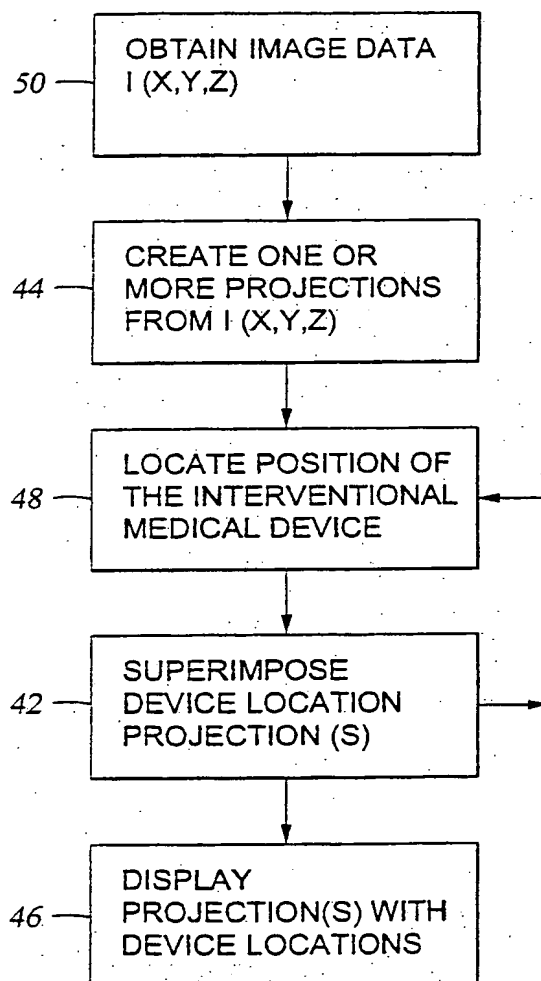 50
OBTAIN IMAGE DATA
I (X,Y,Z)
44
CREATE ONE OR
MORE PROJECTIONS
FROM I (X,Y,Z)
48
LOCATE POSITION OF
THE INTERVENTIONAL
MEDICAL DEVICE
42
SUPERIMPOSE
DEVICE LOCATION
PROJECTION (S)
46
DISPLAY
PROJECTION(S) WITH
DEVICE LOCATIONS